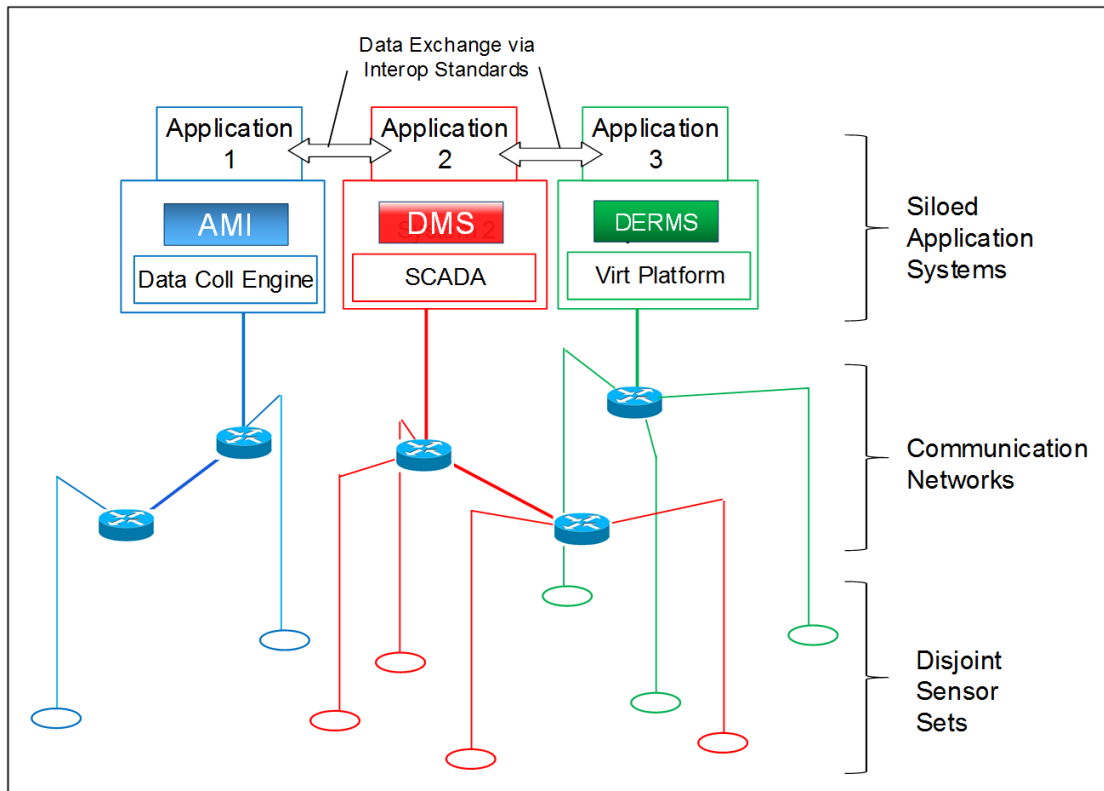 Data Exchange via
Interop Standards
Application
1
Application
2
Application
3
AMI
DMS
DERMS
Data Coll Engine
SCADA
Virt Platform
Siloed
Application
Systems
Communication
Networks
Disjoint
Sensor
Sets